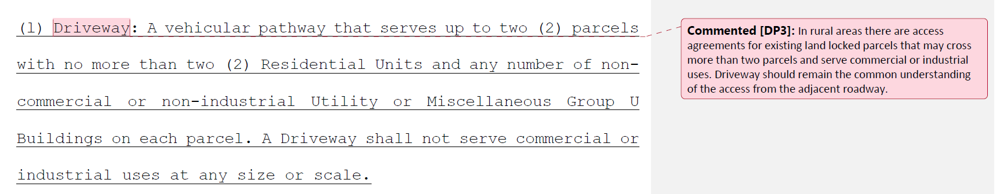 (l) Driveway: A vehicular pathway that serves up to two (2) parcels
with no more than two (2) Residential Units and any number of non-
commercial or non-industrial Utility or Miscellaneous Group U
Buildings on each parcel. A Driveway shall not serve commercial or
industrial uses at any size or scale.
Commented [DP3]: In rural areas there are access
agreements for existing land locked parcels that may cross
more than two parcels and serve commercial or industrial
uses. Driveway should remain the common understanding
of the access from the adjacent roadway.